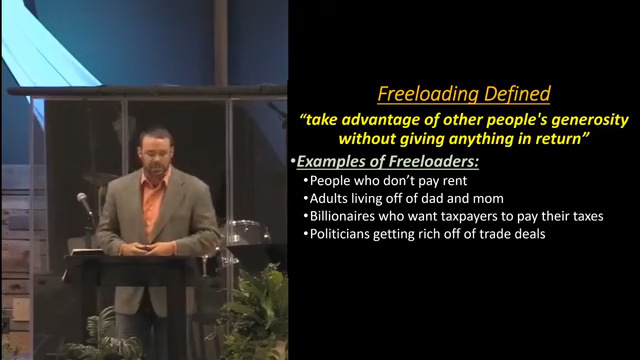 Freeloading Defined
“take advantage of other people's generosity
without giving anything in return”
•Examples of Freeloaders:
•People who don’t pay rent
•Adults living off of dad and mom
•Billionaires who want taxpayers to pay their taxes
•Politicians getting rich off of trade deals